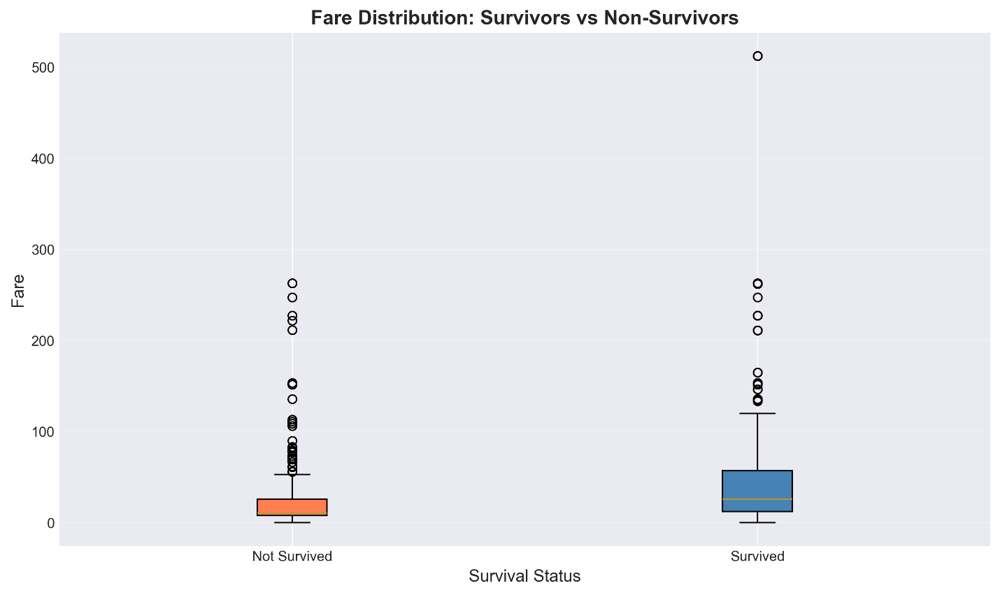 Fare Distribution: Survivors vs Non-Survivors
500
400
300
200
100
0
Fare
Not Survived
Survived
Survival Status